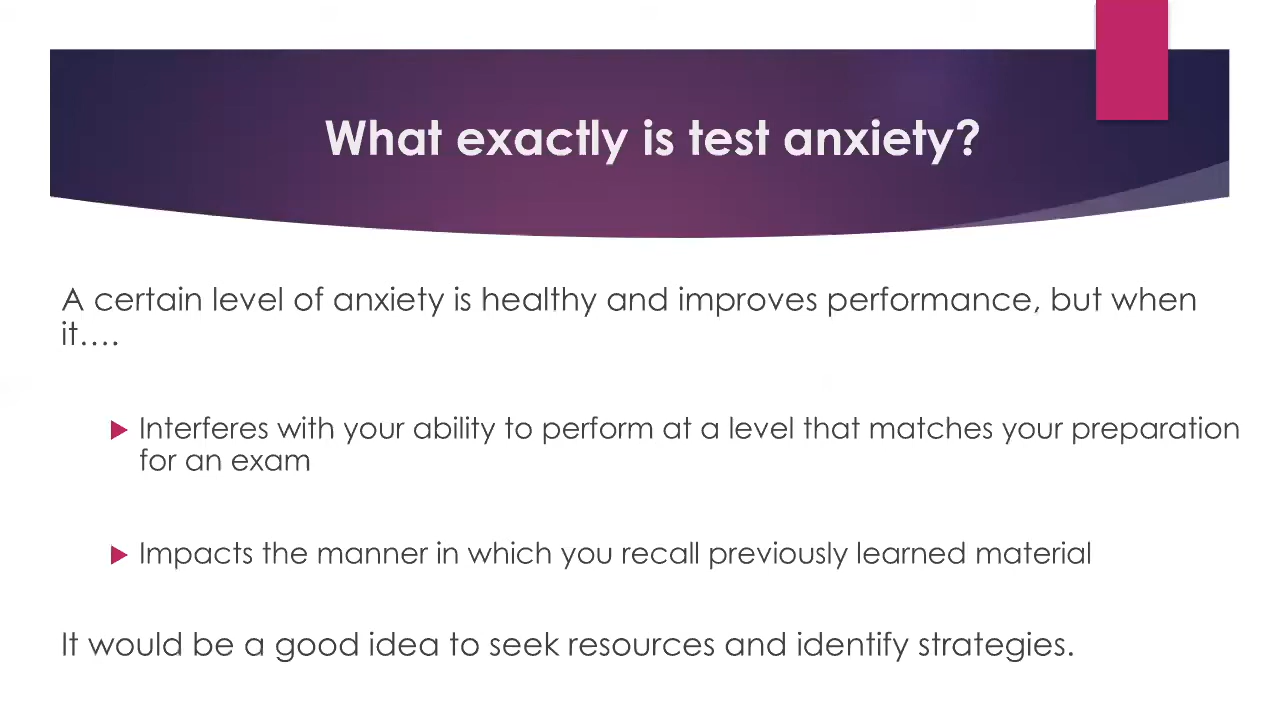 What exactly is test anxiety?
A certain level of anxiety is healthy and improves performance, but when
it….
Interferes with your ability to perform at a level that matches your preparation
for an exam
Impacts the manner in which you recall previously learned material
It would be a good idea to seek resources and identify strategies.